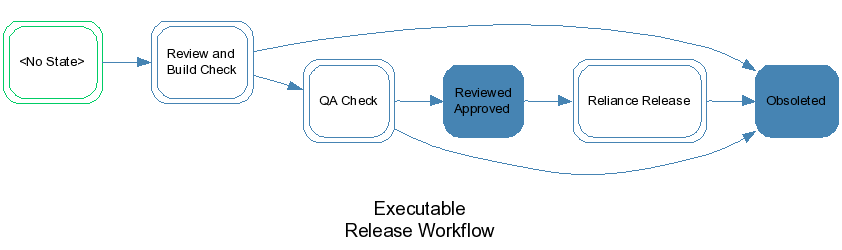 <No State>
Review and
Build Check
QA Check
Reviewed
Approved
Reliance Release
Obsoleted
Executable
Release Workflow